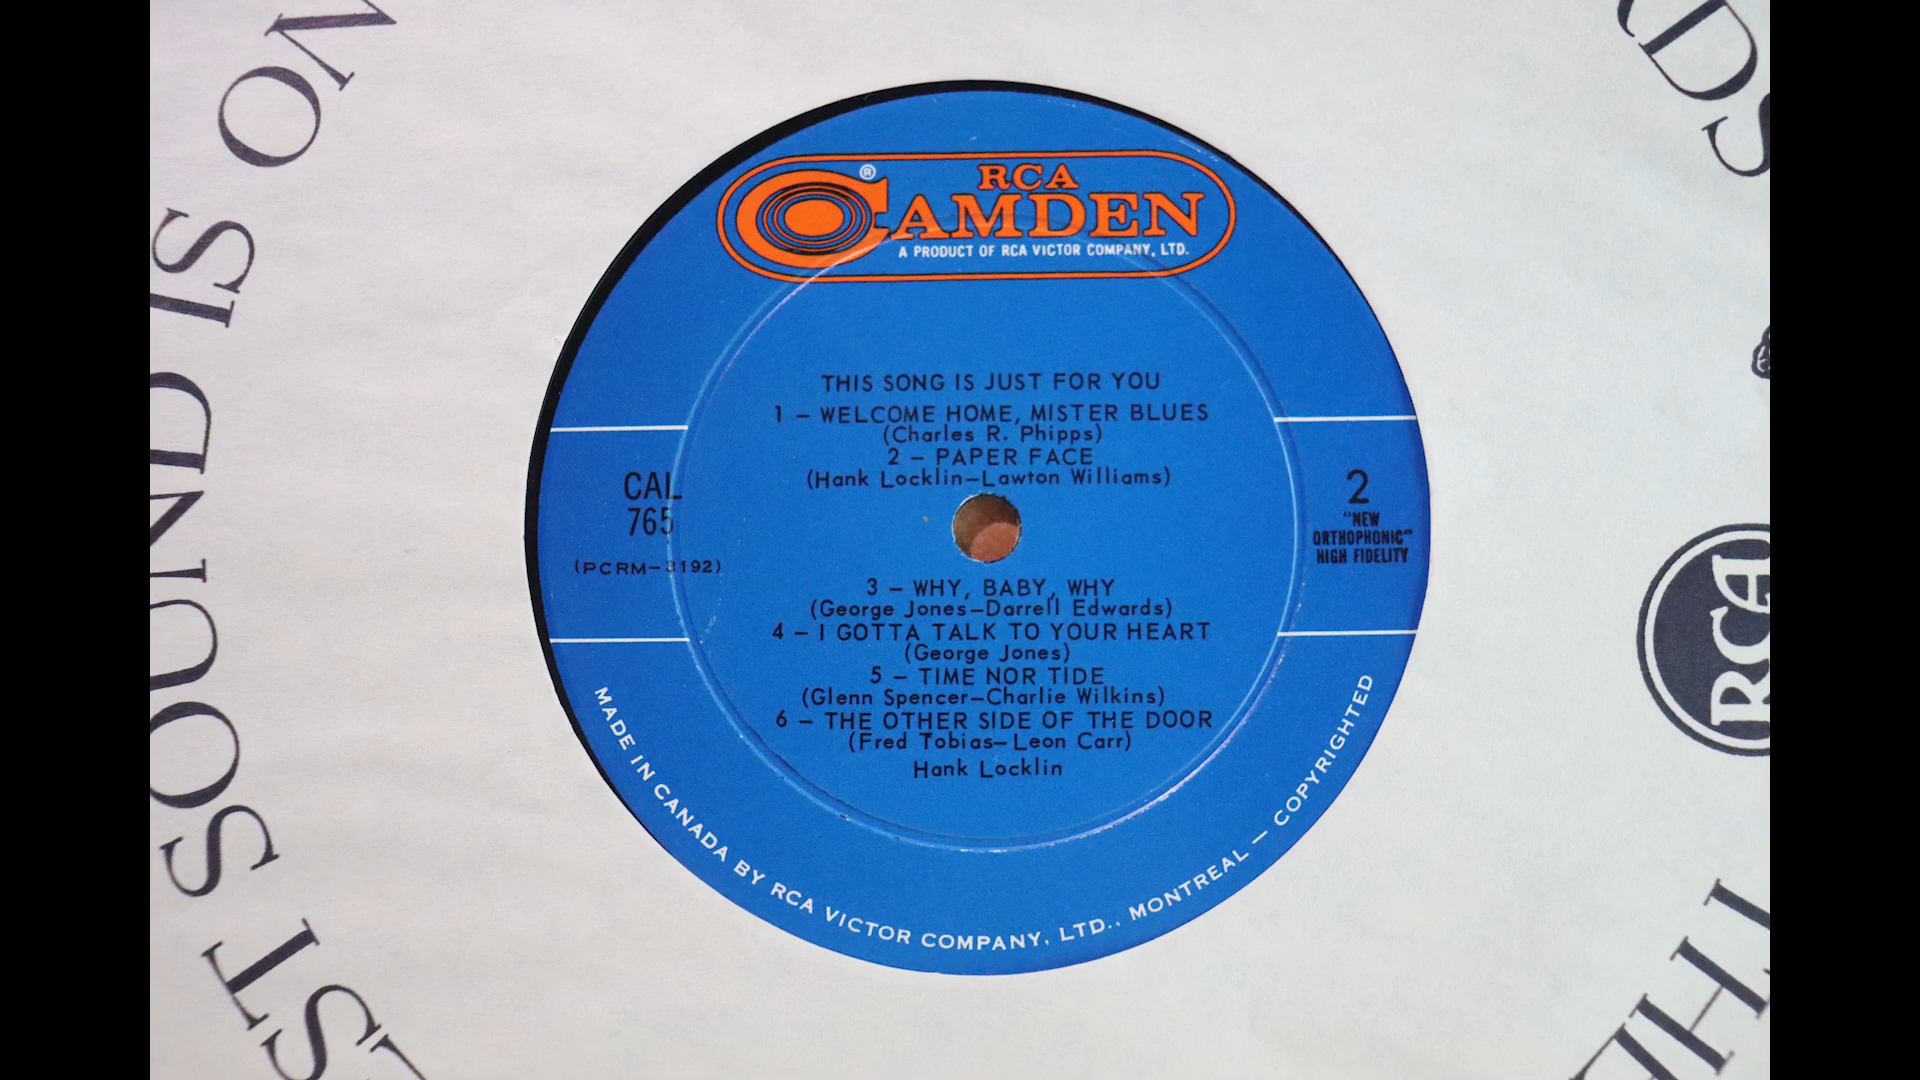 RCA
CAMDEN
®
A PRODUCT OF RCA VICTOR COMPANY, LTD.
THIS SONG IS JUST FOR YOU
1 – WELCOME HOME, MISTER BLUES
(Charles R. Phipps)
2 – PAPER FACE
(Hank Locklin–Lawton Williams)
CAL
765
(PCRM–3192)
2
"NEW
ORTHOPHONIC"
HIGH FIDELITY
3 – WHY, BABY, WHY
(George Jones–Darrell Edwards)
4 – I GOTTA TALK TO YOUR HEART
(George Jones)
5 – TIME NOR TIDE
(Glenn Spencer–Charlie Wilkins)
6 – THE OTHER SIDE OF THE DOOR
(Fred Tobias–Leon Carr)
Hank Locklin
MADE IN CANADA BY RCA VICTOR COMPANY, LTD., MONTREAL — COPYRIGHTED
SOUND IS ON
RCA